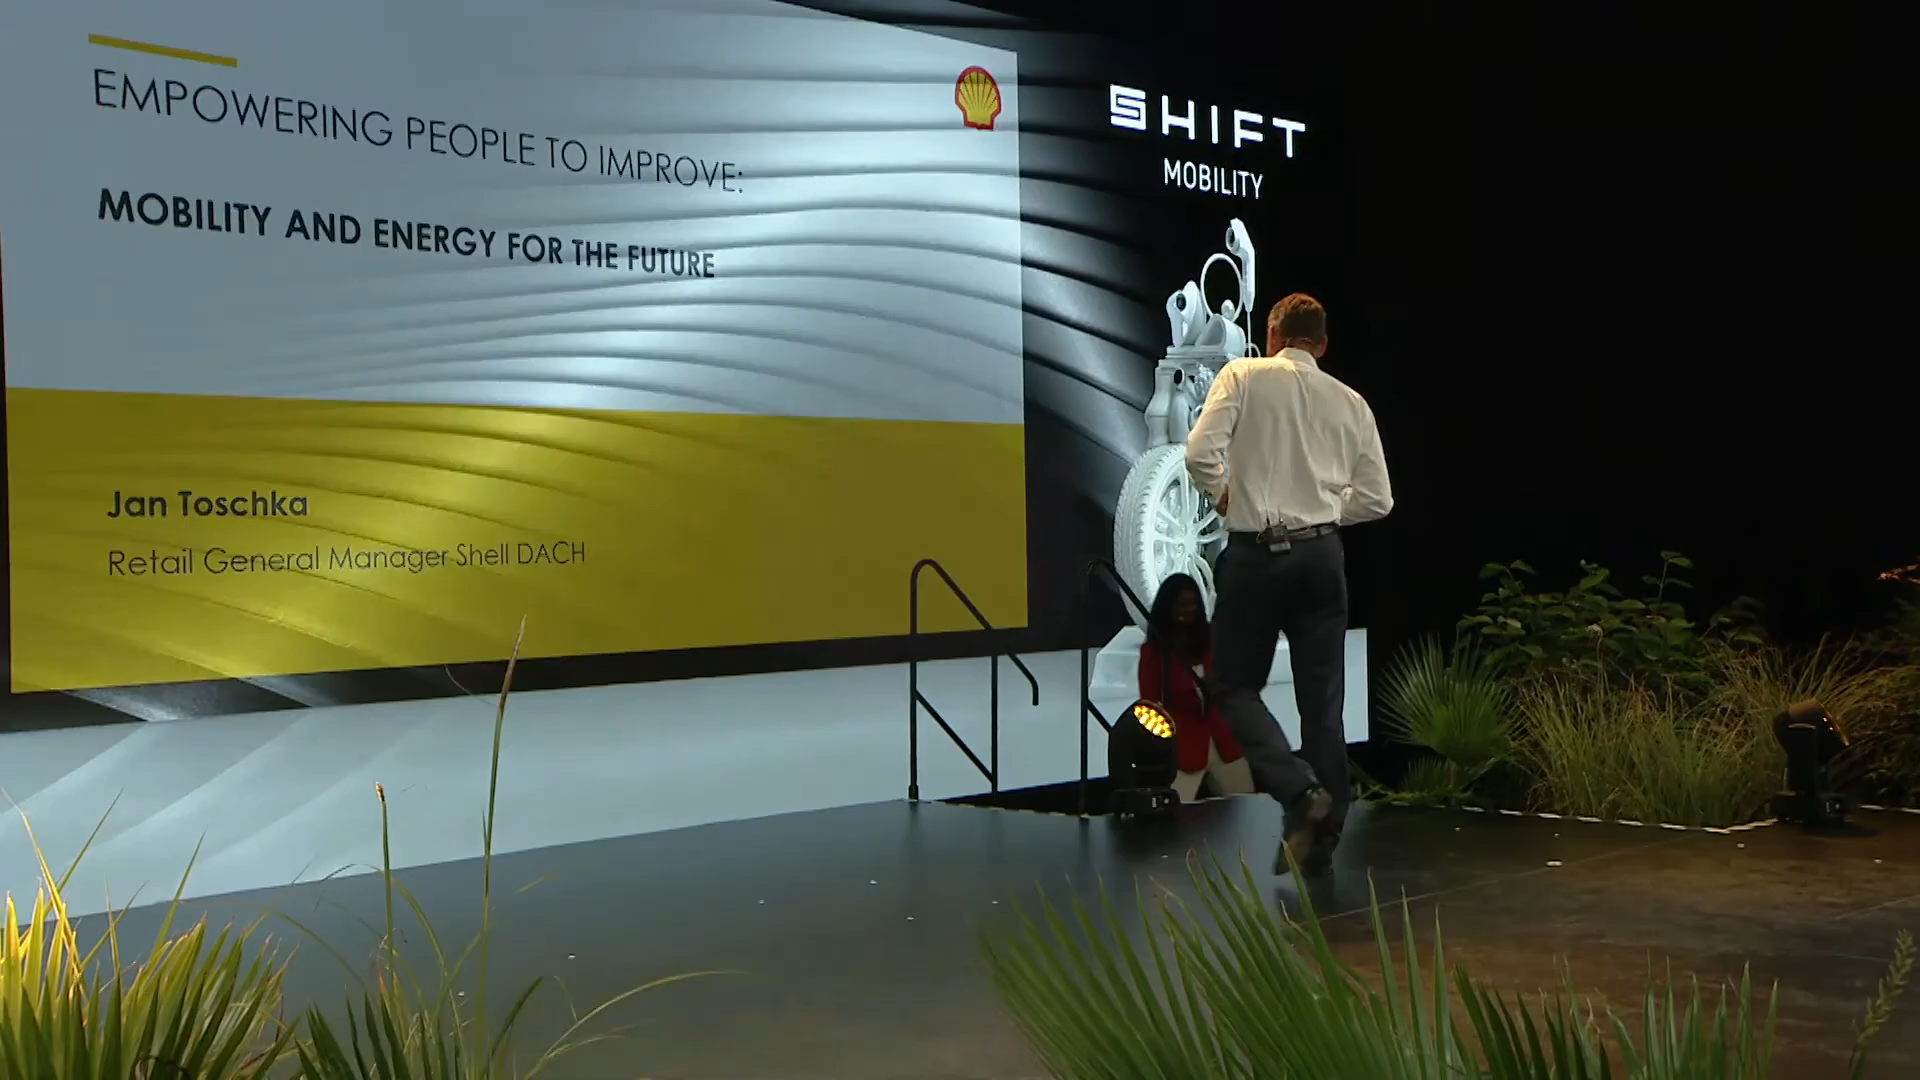 EMPOWERING PEOPLE TO IMPROVE:
MOBILITY AND ENERGY FOR THE FUTURE
Jan Toschka
Retail General Manager Shell DACH
SHIFT
MOBILITY